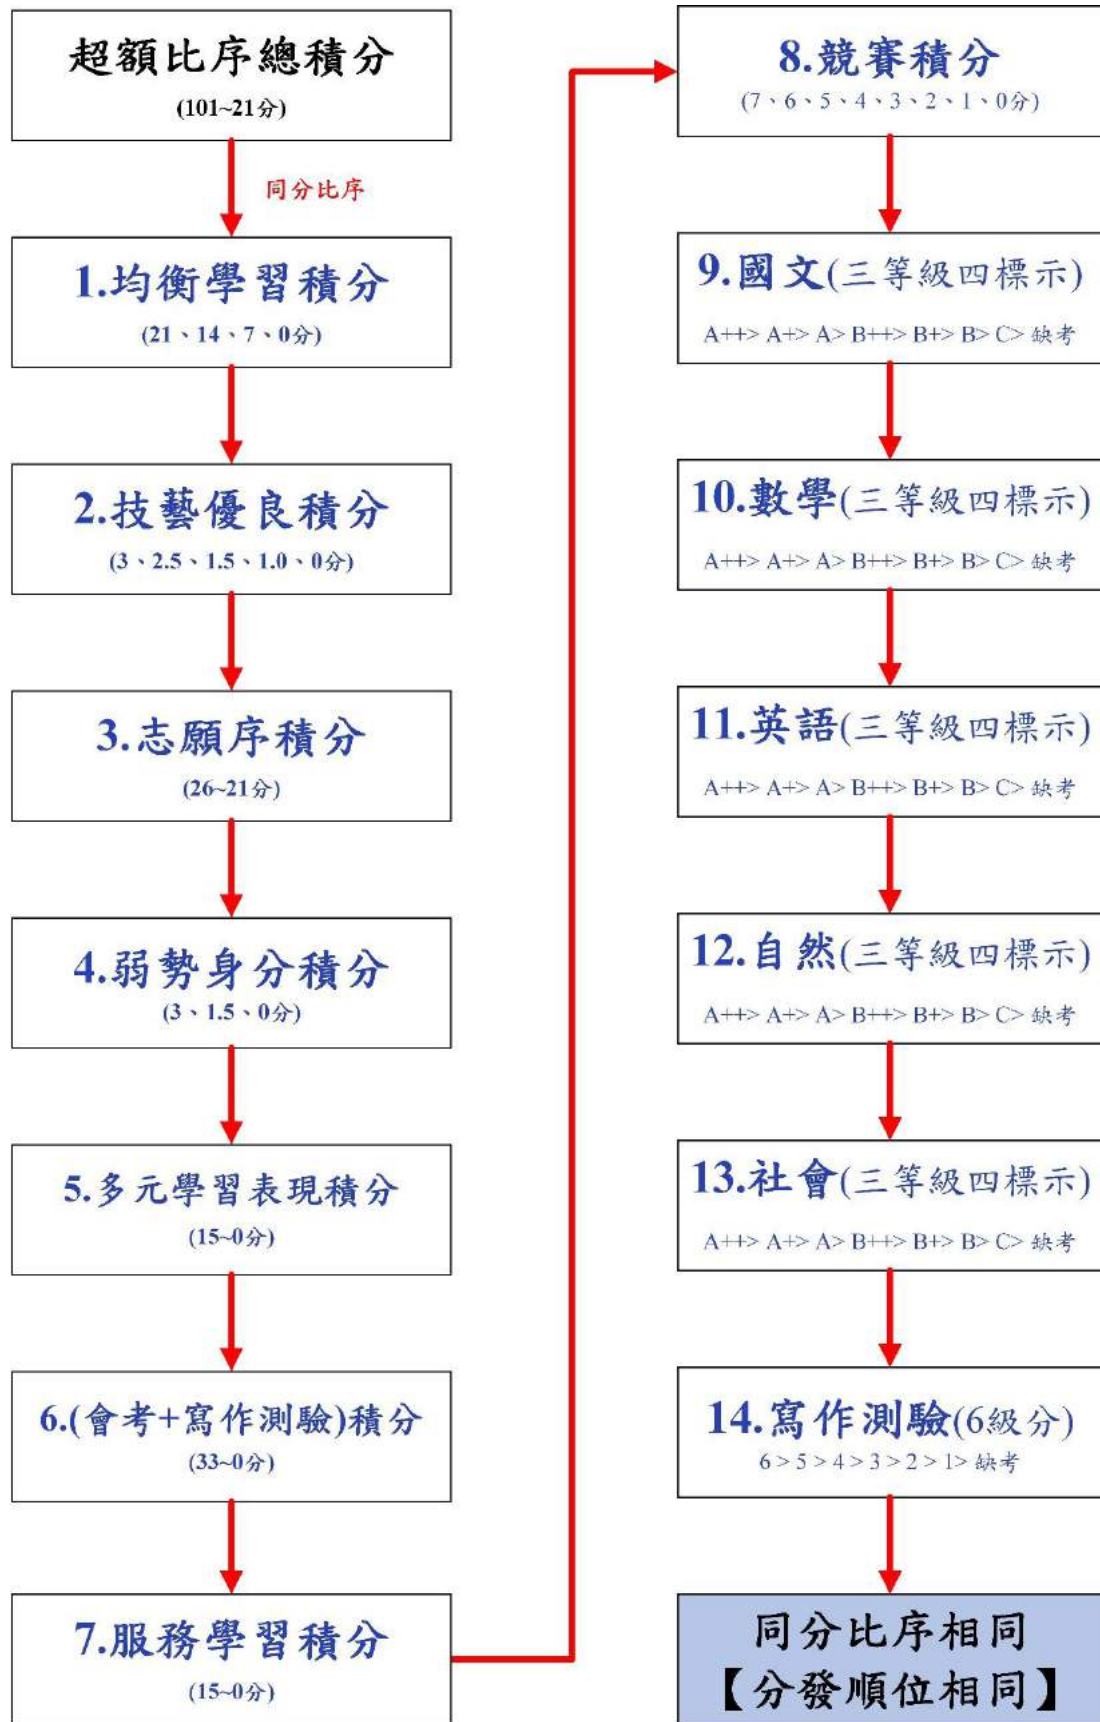 超額比序總積分
(101~21分)
同分比序
1.均衡學習積分
(21、14、7、0分)
2.技藝優良積分
(3、2.5、1.5、1.0、0分)
3.志願序積分
(26~21分)
4.弱勢身分積分
(3、1.5、0分)
5.多元學習表現積分
(15~0分)
6.(會考+寫作測驗)積分
(33~0分)
7.服務學習積分
(15~0分)
8.競賽積分
(7、6、5、4、3、2、1、0分)
9.國文(三等級四標示)
A++> A+> A> B++> B+> B> C> 缺考
10.數學(三等級四標示)
A++> A+> A> B++> B+> B> C> 缺考
11.英語(三等級四標示)
A++> A+> A> B++> B+> B> C> 缺考
12.自然(三等級四標示)
A++> A+> A> B++> B+> B> C> 缺考
13.社會(三等級四標示)
A++> A+> A> B++> B+> B> C> 缺考
14.寫作測驗(6級分)
6 > 5 > 4 > 3 > 2 > 1> 缺考
同分比序相同
【分發順位相同】